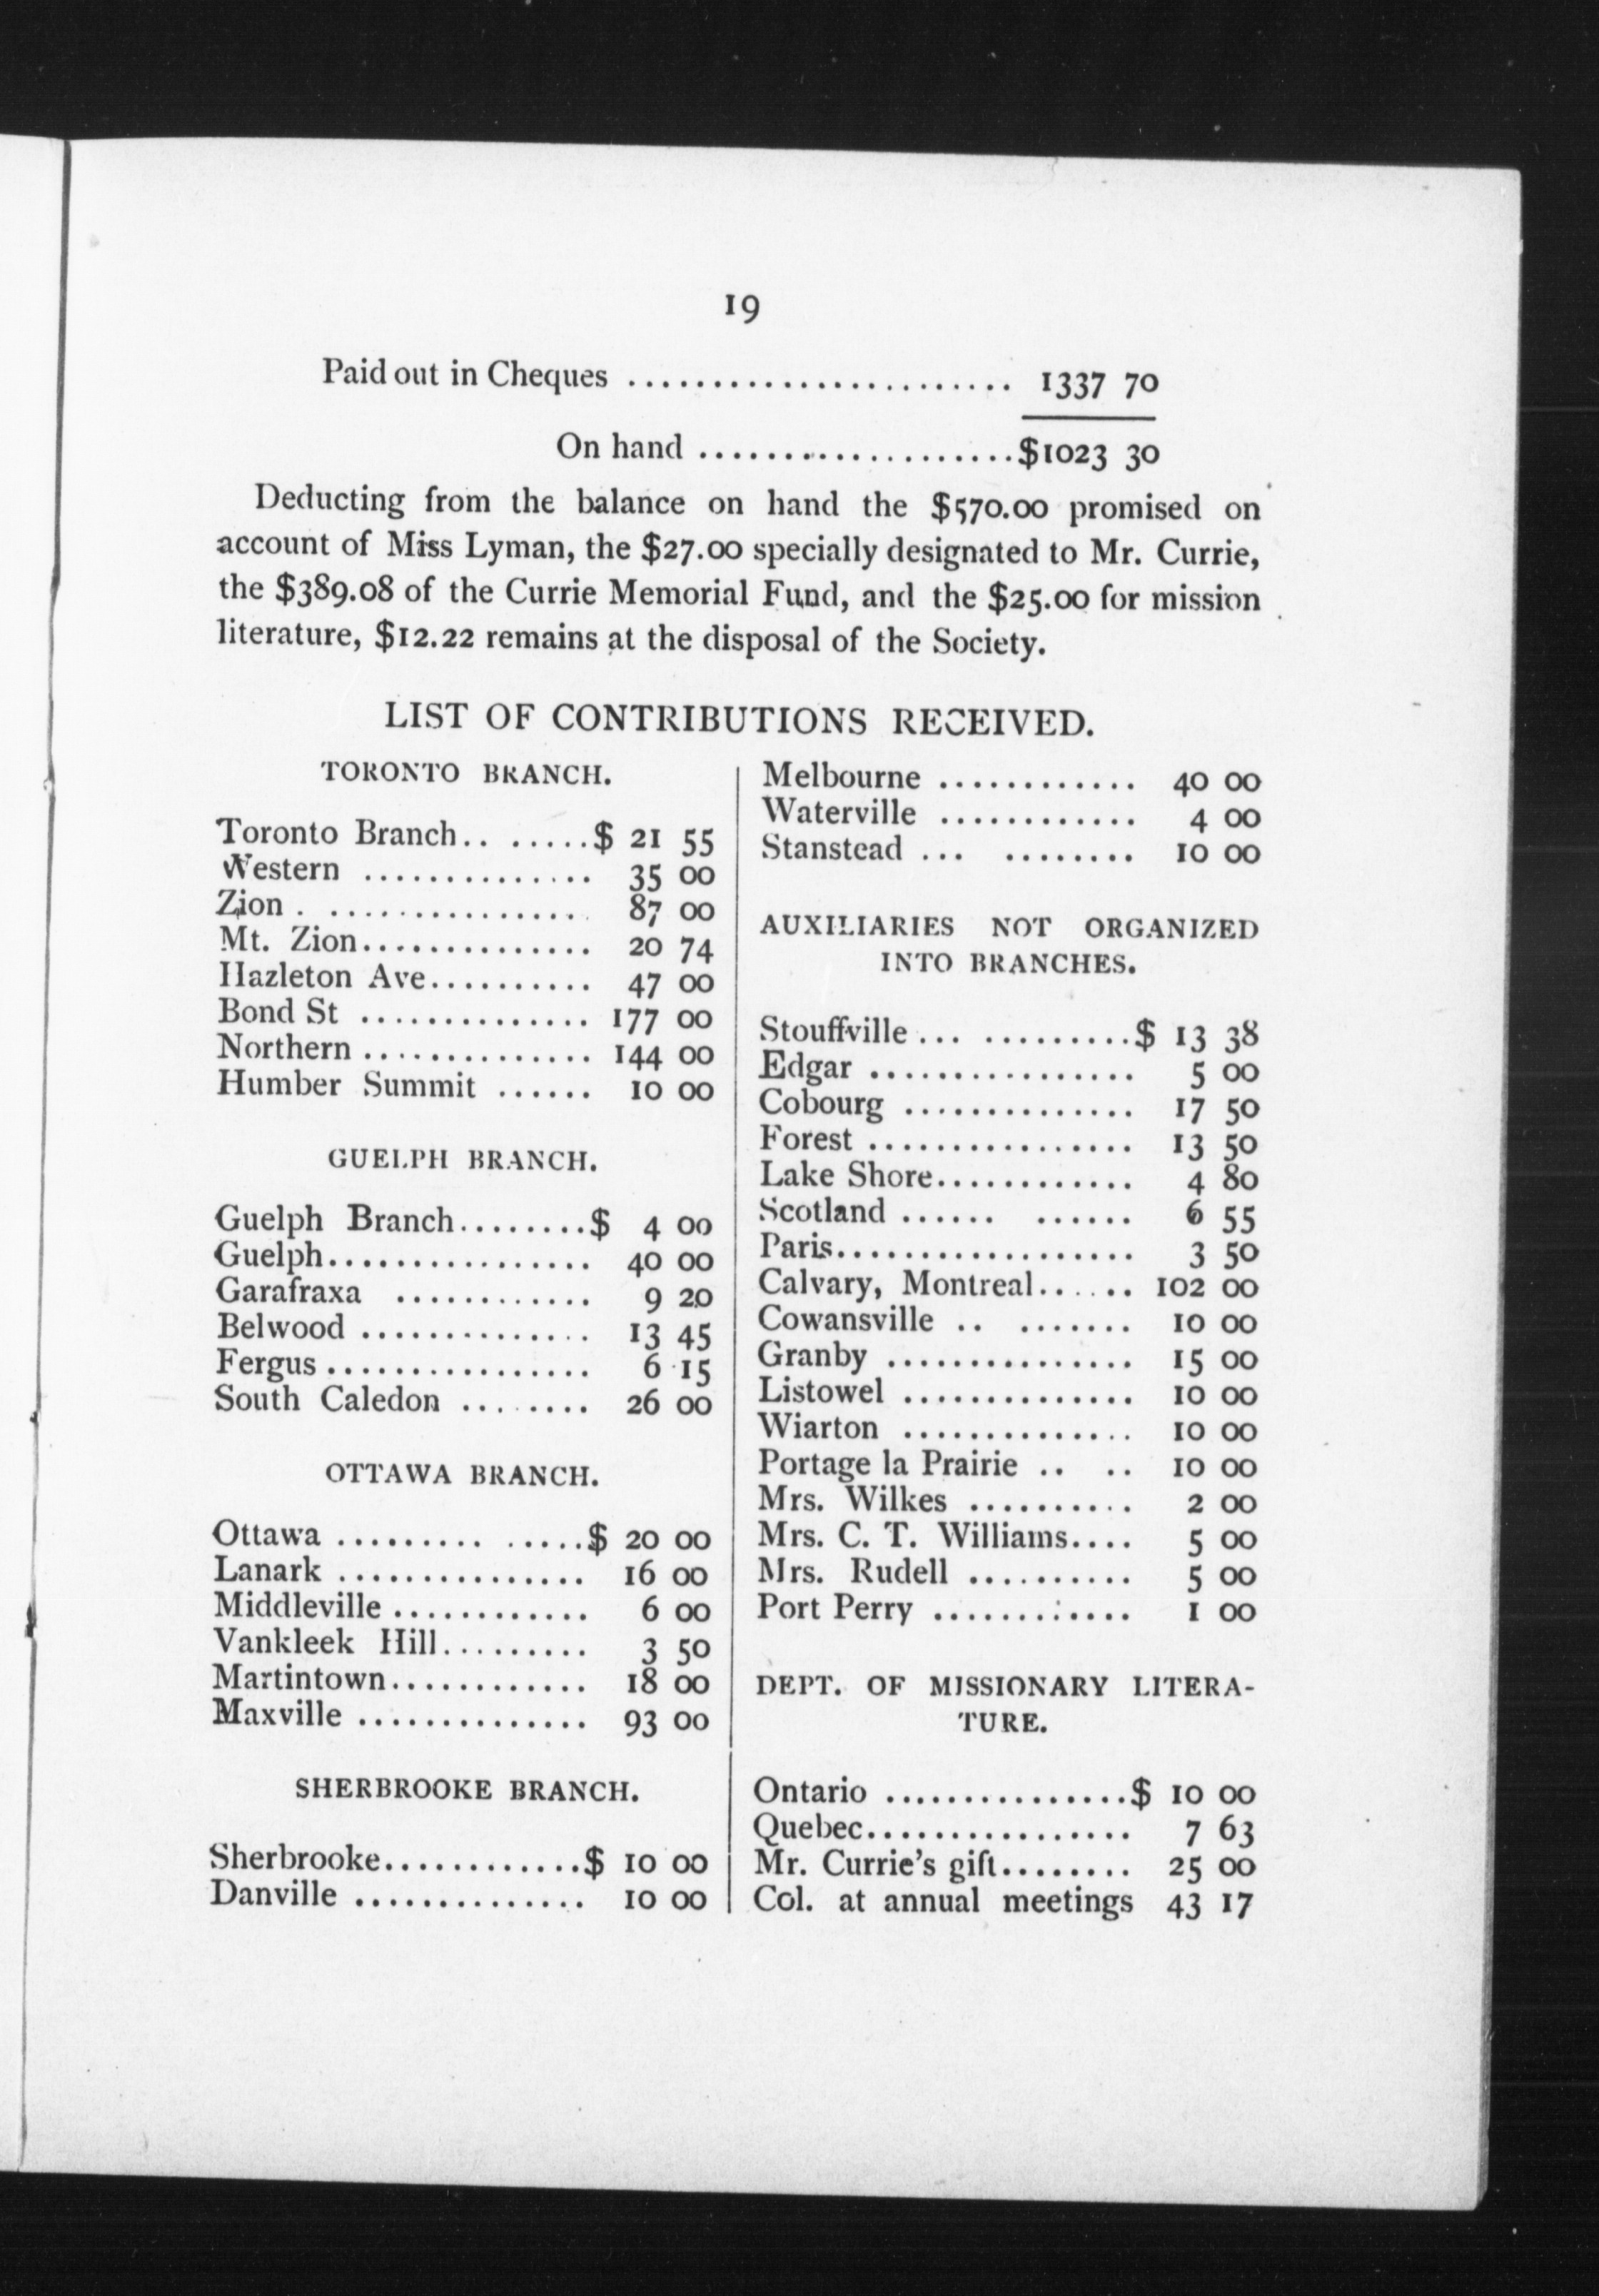 19
Paid out in Cheques ........................ 1337 70
On hand ...................$1023 30
Deducting from the balance on hand the $570.00 promised on
account of Miss Lyman, the $27.00 specially designated to Mr. Currie,
the $389.08 of the Currie Memorial Fund, and the $25.00 for mission
literature, $12.22 remains at the disposal of the Society.
LIST OF CONTRIBUTIONS RECEIVED.
TORONTO BRANCH.
Toronto Branch.. .....$ 21 55
Western .............. 35 00
Zion . ................ 87 00
Mt. Zion.............. 20 74
Hazleton Ave.......... 47 00
Bond St .............. 177 00
Northern .............. 144 00
Humber Summit ...... 10 00
GUELPH BRANCH.
Guelph Branch........$ 4 00
Guelph................ 40 00
Garafraxa ............ 9 20
Belwood .............. 13 45
Fergus................ 6 15
South Caledon ........ 26 00
OTTAWA BRANCH.
Ottawa ......... .....$ 20 00
Lanark ............... 16 00
Middleville ............ 6 00
Vankleek Hill......... 3 50
Martintown............ 18 00
Maxville .............. 93 00
SHERBROOKE BRANCH.
Sherbrooke............$ 10 00
Danville .............. 10 00
Melbourne ............ 40 00
Waterville ............ 4 00
Stanstead ... ........ 10 00
AUXILIARIES NOT ORGANIZED
INTO BRANCHES.
Stouffville ... .........$ 13 38
Edgar ................ 5 00
Cobourg .............. 17 50
Forest ................ 13 50
Lake Shore............ 4 80
Scotland ...... ...... 6 55
Paris.................. 3 50
Calvary, Montreal...... 102 00
Cowansville .. ....... 10 00
Granby ............... 15 00
Listowel .............. 10 00
Wiarton .............. 10 00
Portage la Prairie .. .. 10 00
Mrs. Wilkes .......... 2 00
Mrs. C. T. Williams.... 5 00
Mrs. Rudell .......... 5 00
Port Perry ............ 1 00
DEPT. OF MISSIONARY LITERA-
TURE.
Ontario ...............$ 10 00
Quebec................ 7 63
Mr. Currie's gift........ 25 00
Col. at annual meetings 43 17